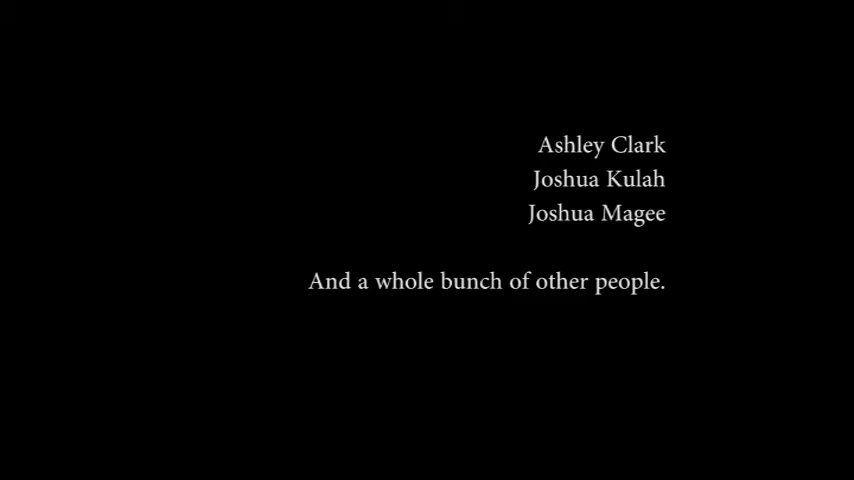 Ashley Clark
Joshua Kulah
Joshua Magee
And a whole bunch of other people.